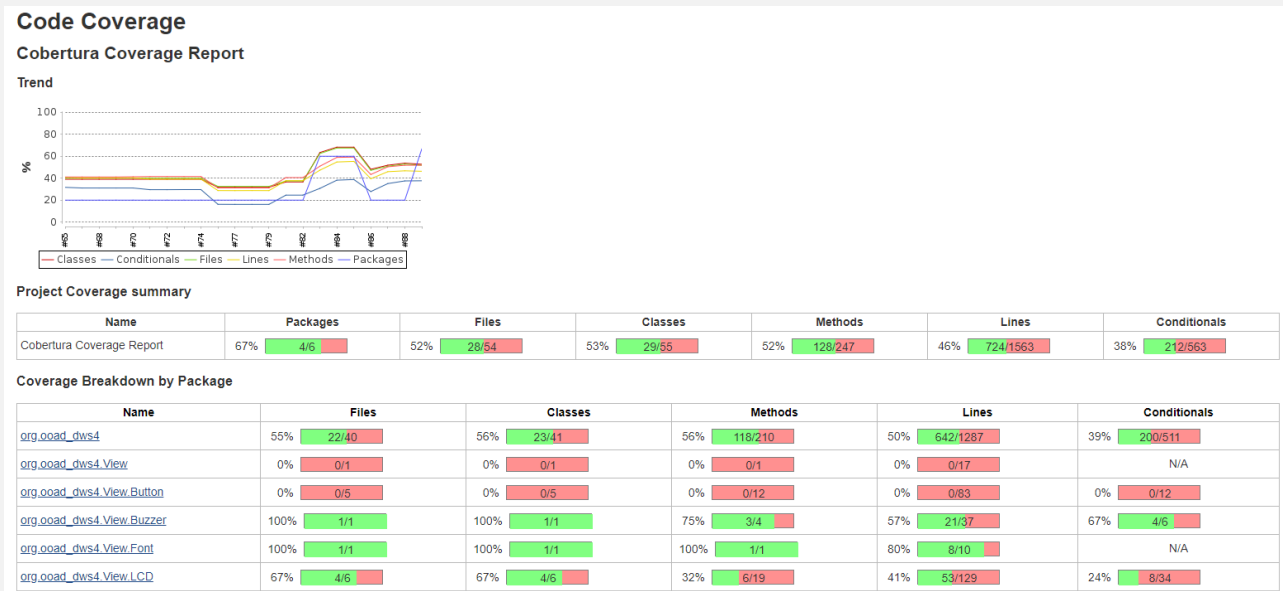 Code Coverage
Cobertura Coverage Report
Trend
100
80
60
40
20
0
%
#65 #68 #70 #72 #74 #77 #79 #82 #84 #86 #88
Classes Conditionals Files Lines Methods Packages
Project Coverage summary
Name Packages Files Classes Methods Lines Conditionals
Cobertura Coverage Report 67% 4/6 52% 28/54 53% 29/55 52% 128/247 46% 724/1563 38% 212/563
Coverage Breakdown by Package
Name Files Classes Methods Lines Conditionals
org.ooad_dws4 55% 22/40 56% 23/41 56% 118/210 50% 642/1287 39% 200/511
org.ooad_dws4.View 0% 0/1 0% 0/1 0% 0/1 0% 0/17 N/A
org.ooad_dws4.View.Button 0% 0/5 0% 0/5 0% 0/12 0% 0/83 0% 0/12
org.ooad_dws4.View.Buzzer 100% 1/1 100% 1/1 75% 3/4 57% 21/37 67% 4/6
org.ooad_dws4.View.Font 100% 1/1 100% 1/1 100% 1/1 80% 8/10 N/A
org.ooad_dws4.View.LCD 67% 4/6 67% 4/6 32% 6/19 41% 53/129 24% 8/34